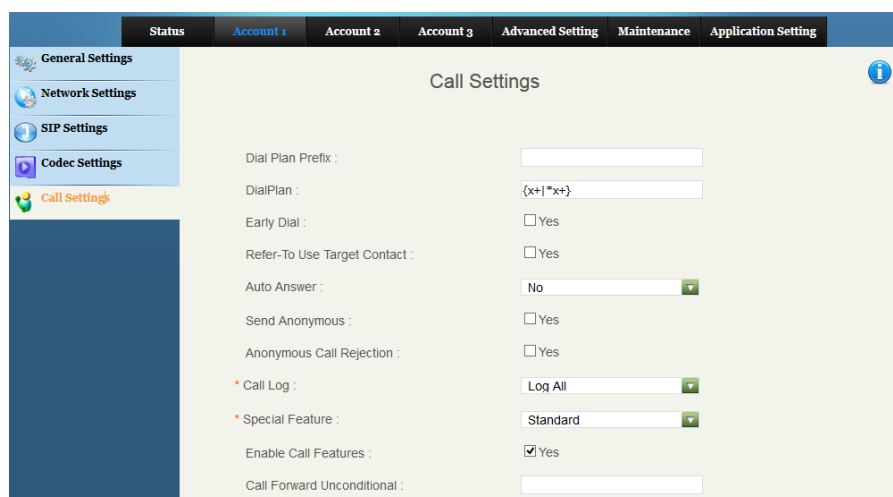 Status Account 1 Account 2 Account 3 Advanced Setting Maintenance Application Setting
General Settings
Network Settings
SIP Settings
Codec Settings
Call Settings
Call Settings
Dial Plan Prefix :
DialPlan : {x+|*x+}
Early Dial : Yes
Refer-To Use Target Contact : Yes
Auto Answer : No
Send Anonymous : Yes
Anonymous Call Rejection : Yes
* Call Log : Log All
* Special Feature : Standard
Enable Call Features : Yes
Call Forward Unconditional :